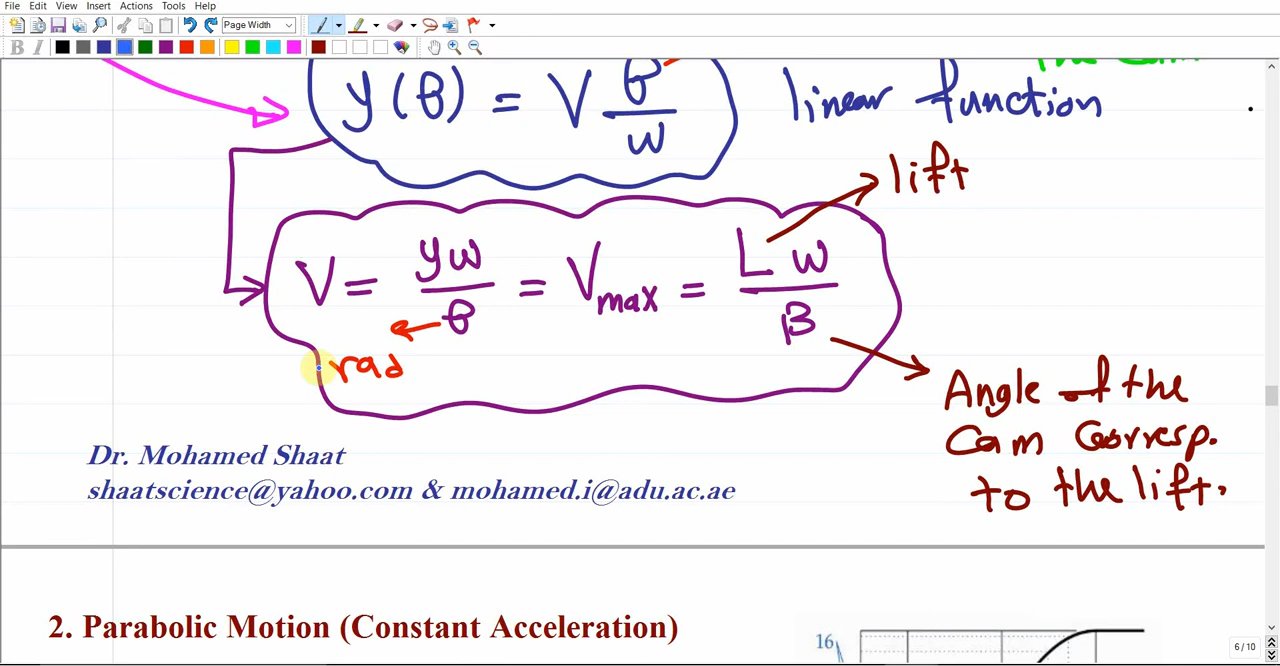 File Edit View Insert Actions Tools Help
Page Width
B I
the Cam
y(θ) = V θ/w linear function
lift
V = yw/θ = Vmax = Lw/β
rad
Angle of the
Cam Corresp.
to the lift.
Dr. Mohamed Shaat
shaatscience@yahoo.com & mohamed.i@adu.ac.ae
2. Parabolic Motion (Constant Acceleration)
16
6 / 10